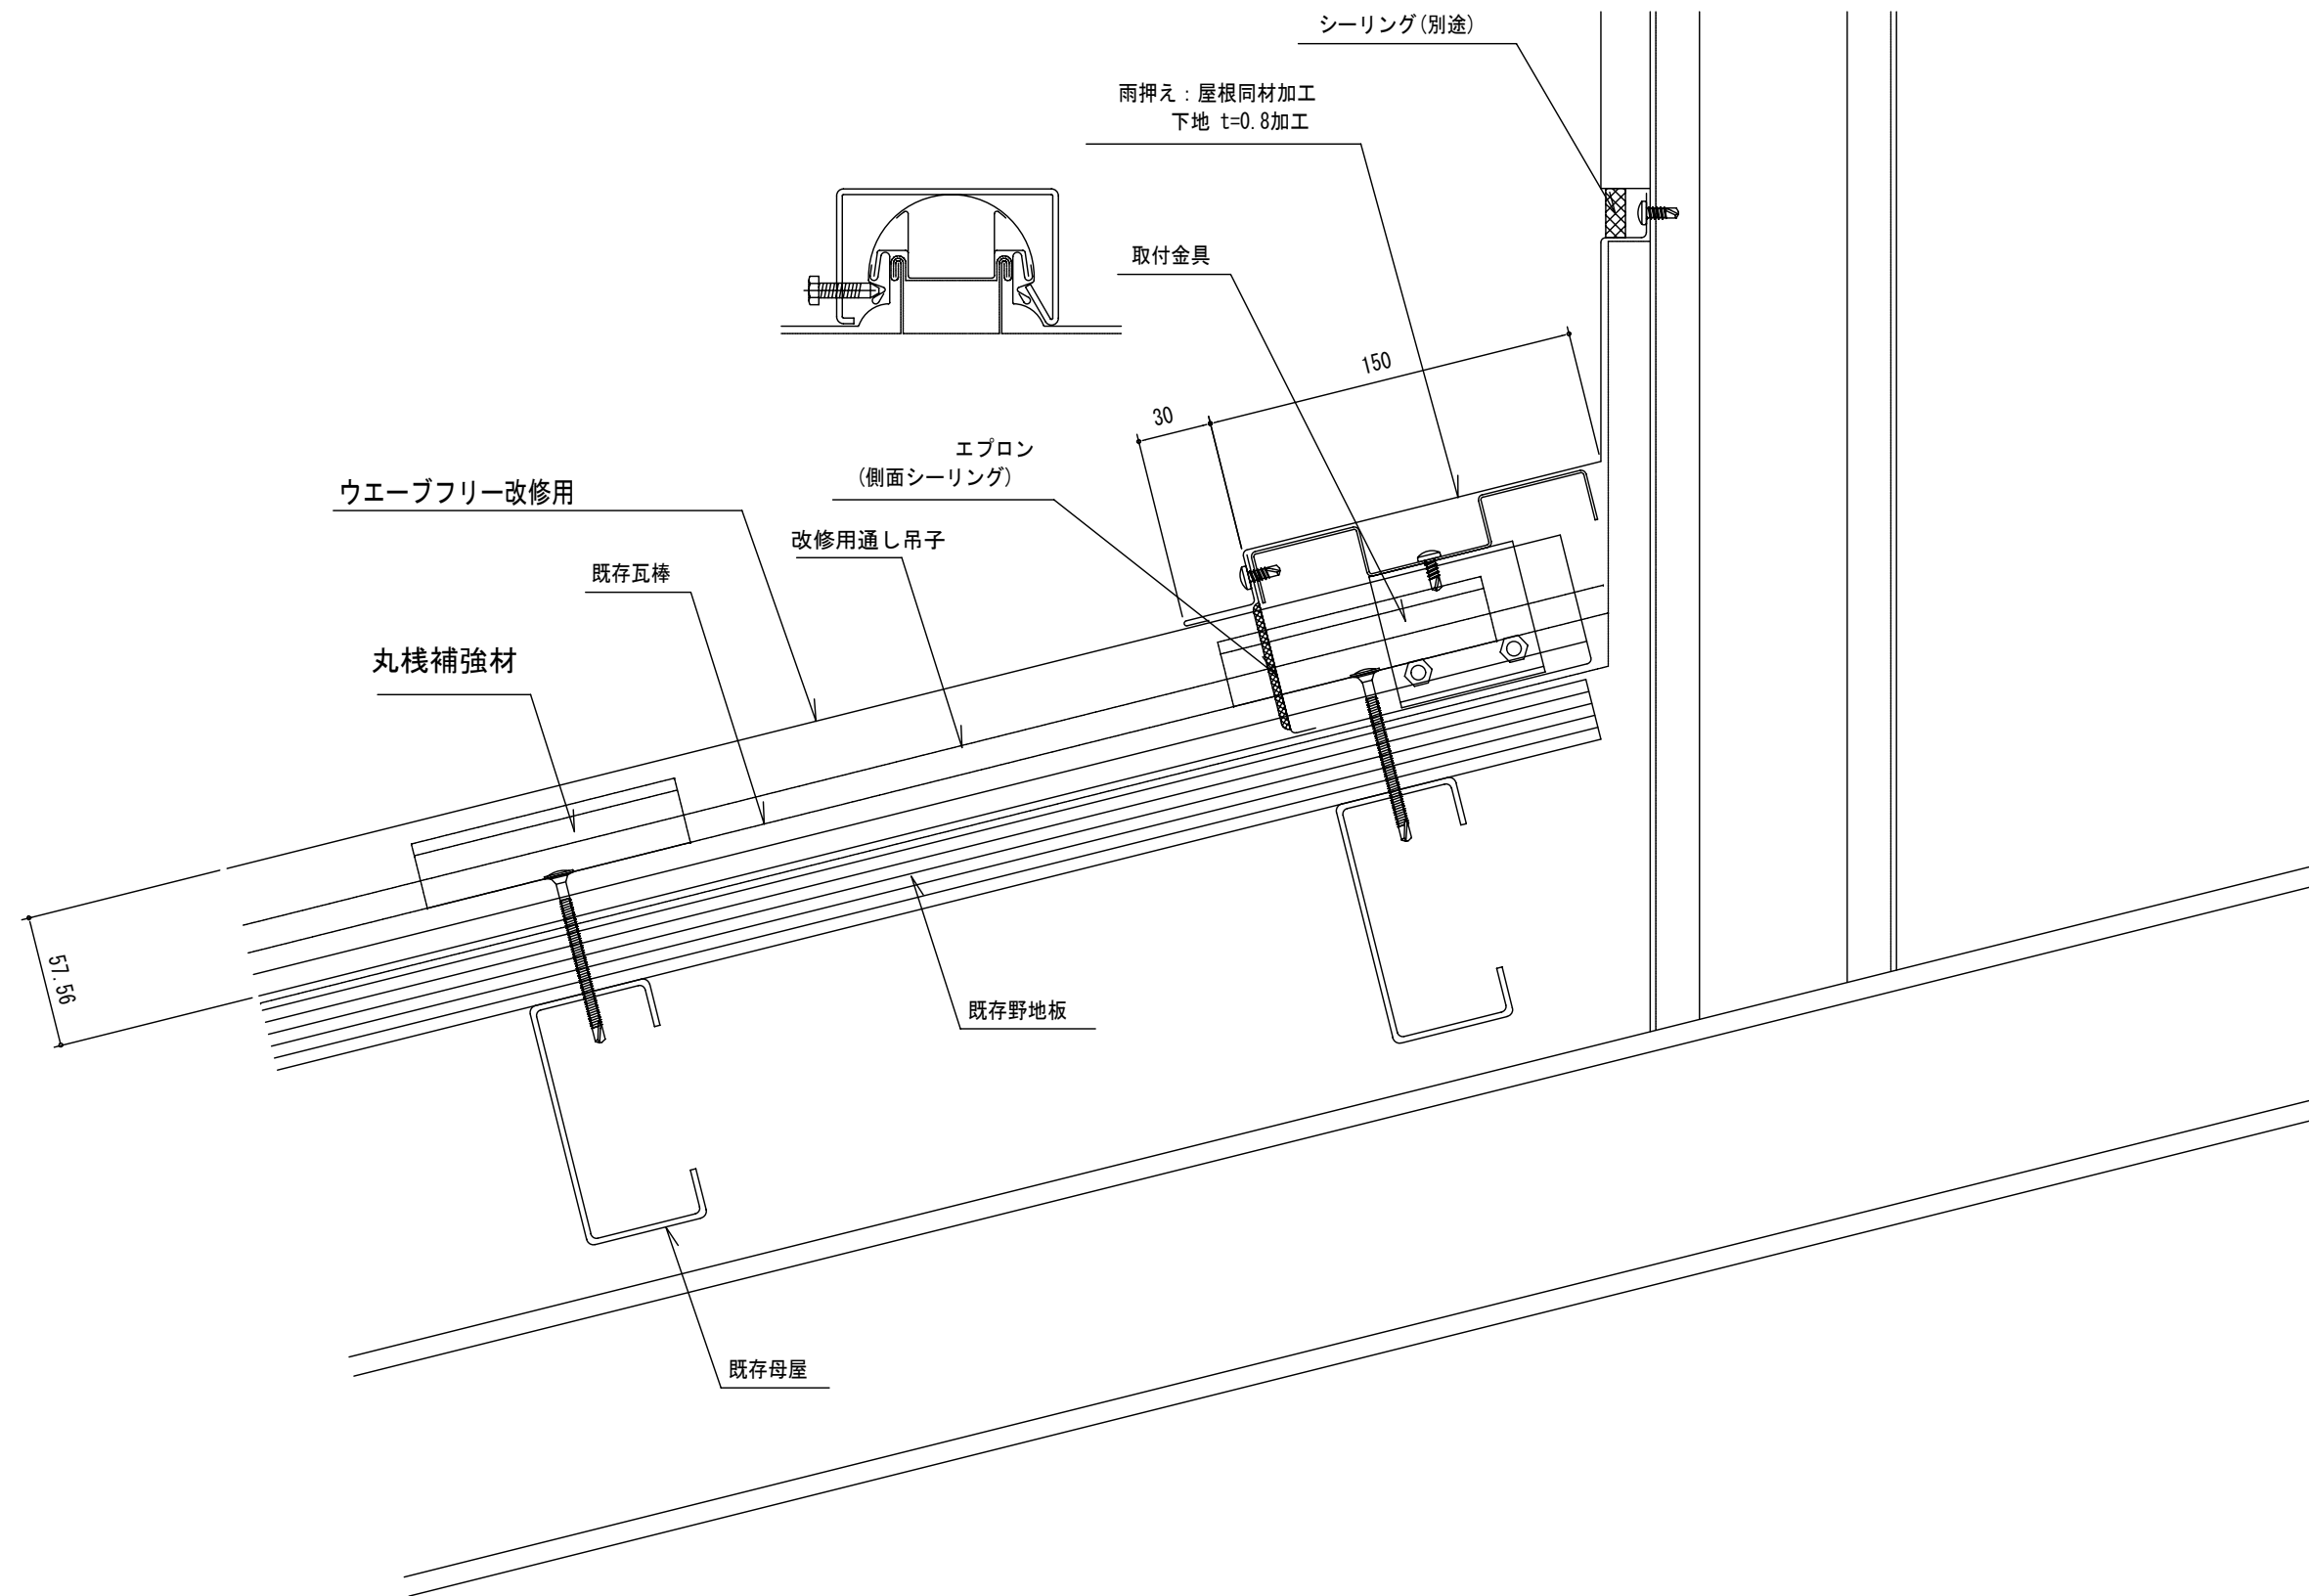 シーリング(別途)
雨押え：屋根同材加工
下地 t=0.8加工
取付金具
150
30
エプロン
(側面シーリング)
ウエーブフリー改修用
改修用通し吊子
既存瓦棒
丸桟補強材
57.56
既存野地板
既存母屋